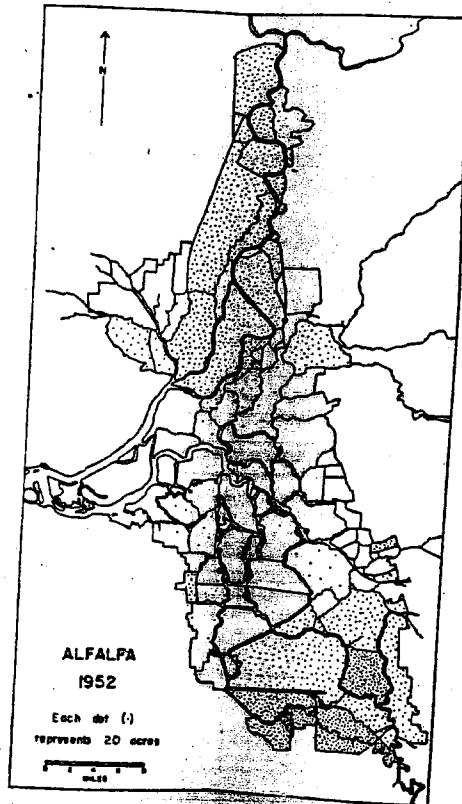 N
ALFALFA
1952
Each dot (·)
represents 20 acres
MILES